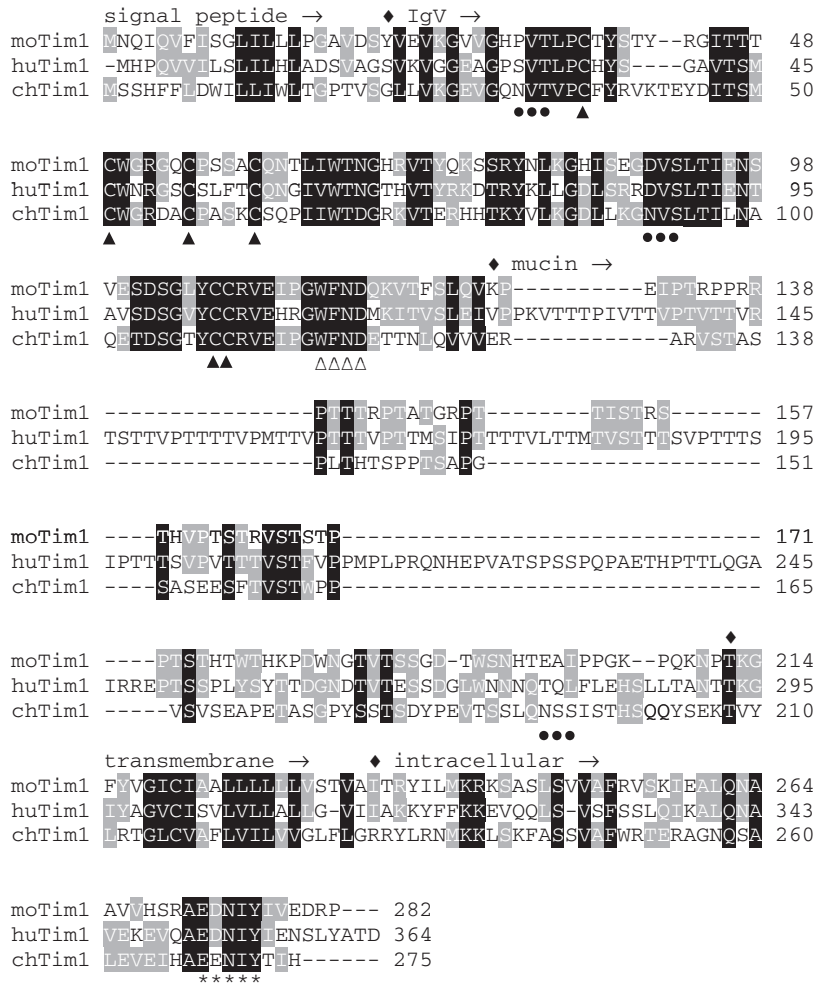 signal peptide → ♦ IgV →
moTim1 MNQIQVFISGLILLLPGAVDSYVEVKGVVGHPVTLPCTYSTY--RGITTT 48
huTim1 -MHPQVVILSLILHLADSVAGSVKVGGEAGPSVTLPCHYS----GAVTSM 45
chTim1 MSSHFFLDWILLIWLTGPTVSGLLVKGEVGQNVTVPCFYRVKTEYDITSM 50
●●● ▲
moTim1 CWGRGQCPSSACQNTLIWTNGHRVTYQKSSRYNLKGHISEGDVSLTIENS 98
huTim1 CWNRGSCSLFTCQNGIVWTNGTHVTYRKDTRYKLLGDLSRRDVSLTIENT 95
chTim1 CWGRDACPASKCSQPIIWTDGRKVTERHHTKYVLKGDLLKGNVSLTILNA 100
▲ ▲ ▲ ●●●
♦ mucin →
moTim1 VESDSGLYCCRVEIPGWFNDQKVTFSLQVKP----------EIPTRPPRR 138
huTim1 AVSDSGVYCCRVEHRGWFNDMKITVSLEIVPPKVTTTPIVTTVPTVTTVR 145
chTim1 QETDSGTYCCRVEIPGWFNDETTNLQVVVER------------ARVSTAS 138
▲▲ △△△△
moTim1 ----------------PTTTRPTATGRPT--------TISTRS------- 157
huTim1 TSTTVPTTTTVPMTTVPTTTVPTTMSIPTTTTVLTTMTVSTTTSVPTTTS 195
chTim1 ----------------PLTHTSPPTSAPG--------------------- 151
moTim1 ----THVPTSTRVSTSTP-------------------------------- 171
huTim1 IPTTTSVPVTTTVSTFVPPMPLPRQNHEPVATSPSSPQPAETHPTTLQGA 245
chTim1 ----SASEESFTVSTWPP-------------------------------- 165
♦
moTim1 ----PTSTHTWTHKPDWNGTVTSSGD-TWSNHTEAIPPGK--PQKNPTKG 214
huTim1 IRREPTSSPLYSYTTDGNDTVTESSDGLWNNNQTQLFLEHSLLTANTTKG 295
chTim1 -----VSVSEAPETASGPYSSTSDYPEVTSSLQNSSISTHSQQYSEKTVY 210
●●●
transmembrane → ♦ intracellular →
moTim1 FYVGICIAALLLLLLVSTVAITRYILMKRKSASLSVVAFRVSKIEALQNA 264
huTim1 IYAGVCISVLVLLALLG-VIIAKKYFFKKEVQQLS-VSFSSLQIKALQNA 343
chTim1 LRTGLCVAFLVILVVGLFLGRRYLRNMKKLSKFASSVAFWRTERAGNQSA 260
moTim1 AVVHSRAEDNIYIVEDRP--- 282
huTim1 VEKEVQAEDNIYIENSLYATD 364
chTim1 LEVEIHAEENIYTIH------ 275
*****